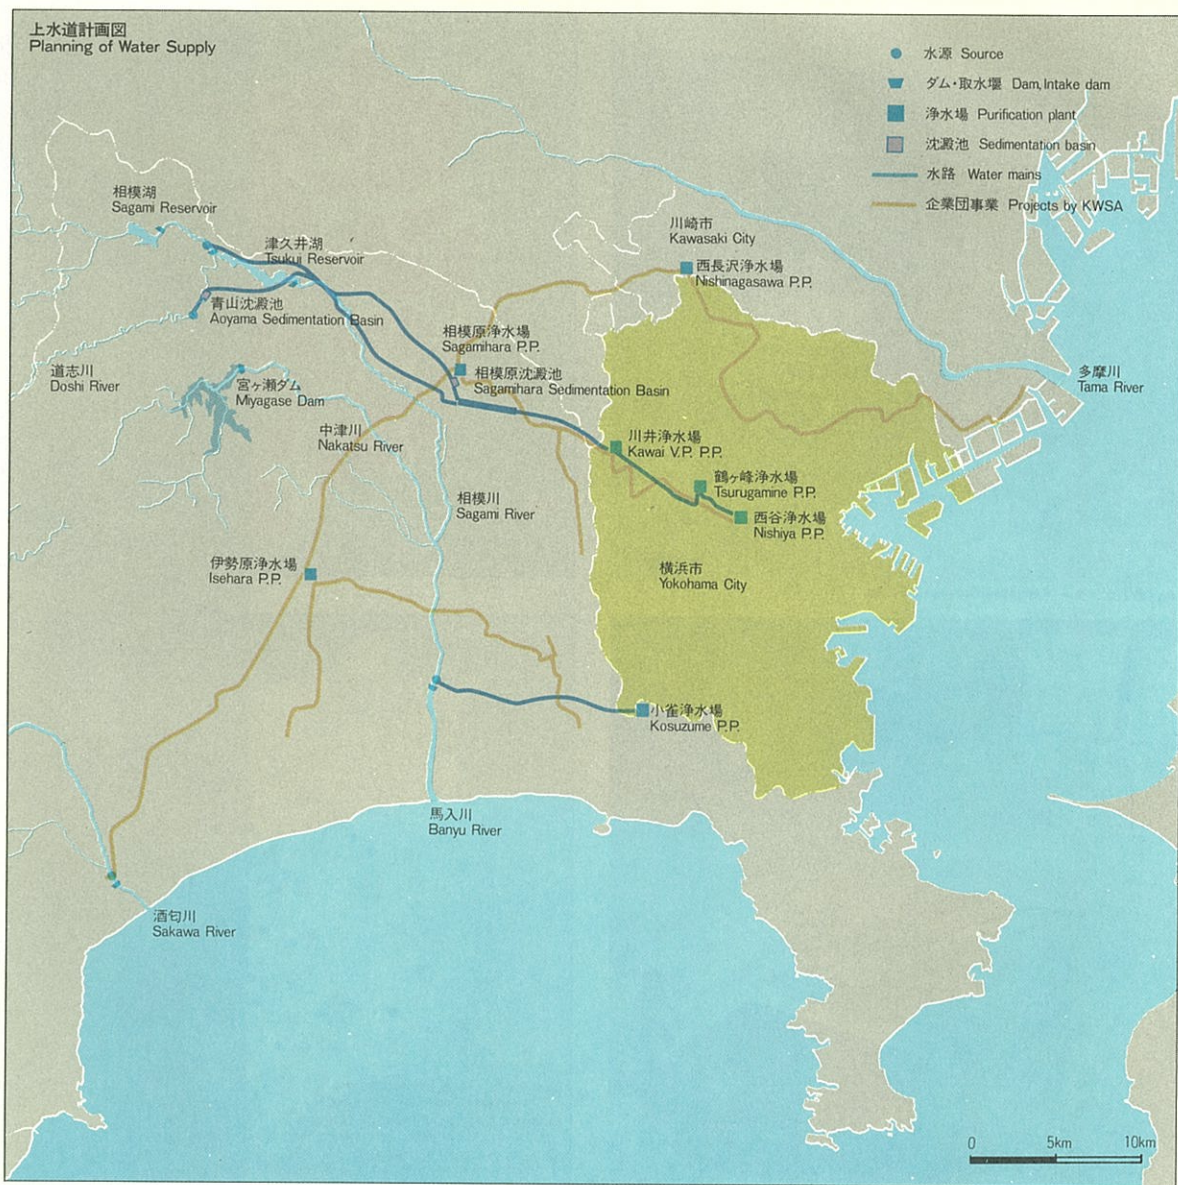 上水道計画図
Planning of Water Supply
水源 Source
ダム・取水堰 Dam, Intake dam
浄水場 Purification plant
沈澱池 Sedimentation basin
水路 Water mains
企業団事業 Projects by KWSA
相模湖
Sagami Reservoir
津久井湖
Tsukui Reservoir
川崎市
Kawasaki City
西長沢浄水場
Nishinagasawa P.P.
青山沈澱池
Aoyama Sedimentation Basin
相模原浄水場
Sagamihara P.P.
相模原沈澱池
Sagamihara Sedimentation Basin
道志川
Doshi River
宮ヶ瀬ダム
Miyagase Dam
多摩川
Tama River
中津川
Nakatsu River
川井浄水場
Kawai V.P. P.P.
鶴ヶ峰浄水場
Tsurugamine P.P.
相模川
Sagami River
西谷浄水場
Nishiya P.P.
伊勢原浄水場
Isehara P.P.
横浜市
Yokohama City
小雀浄水場
Kosuzume P.P.
馬入川
Banyu River
酒匂川
Sakawa River
0 5km 10km